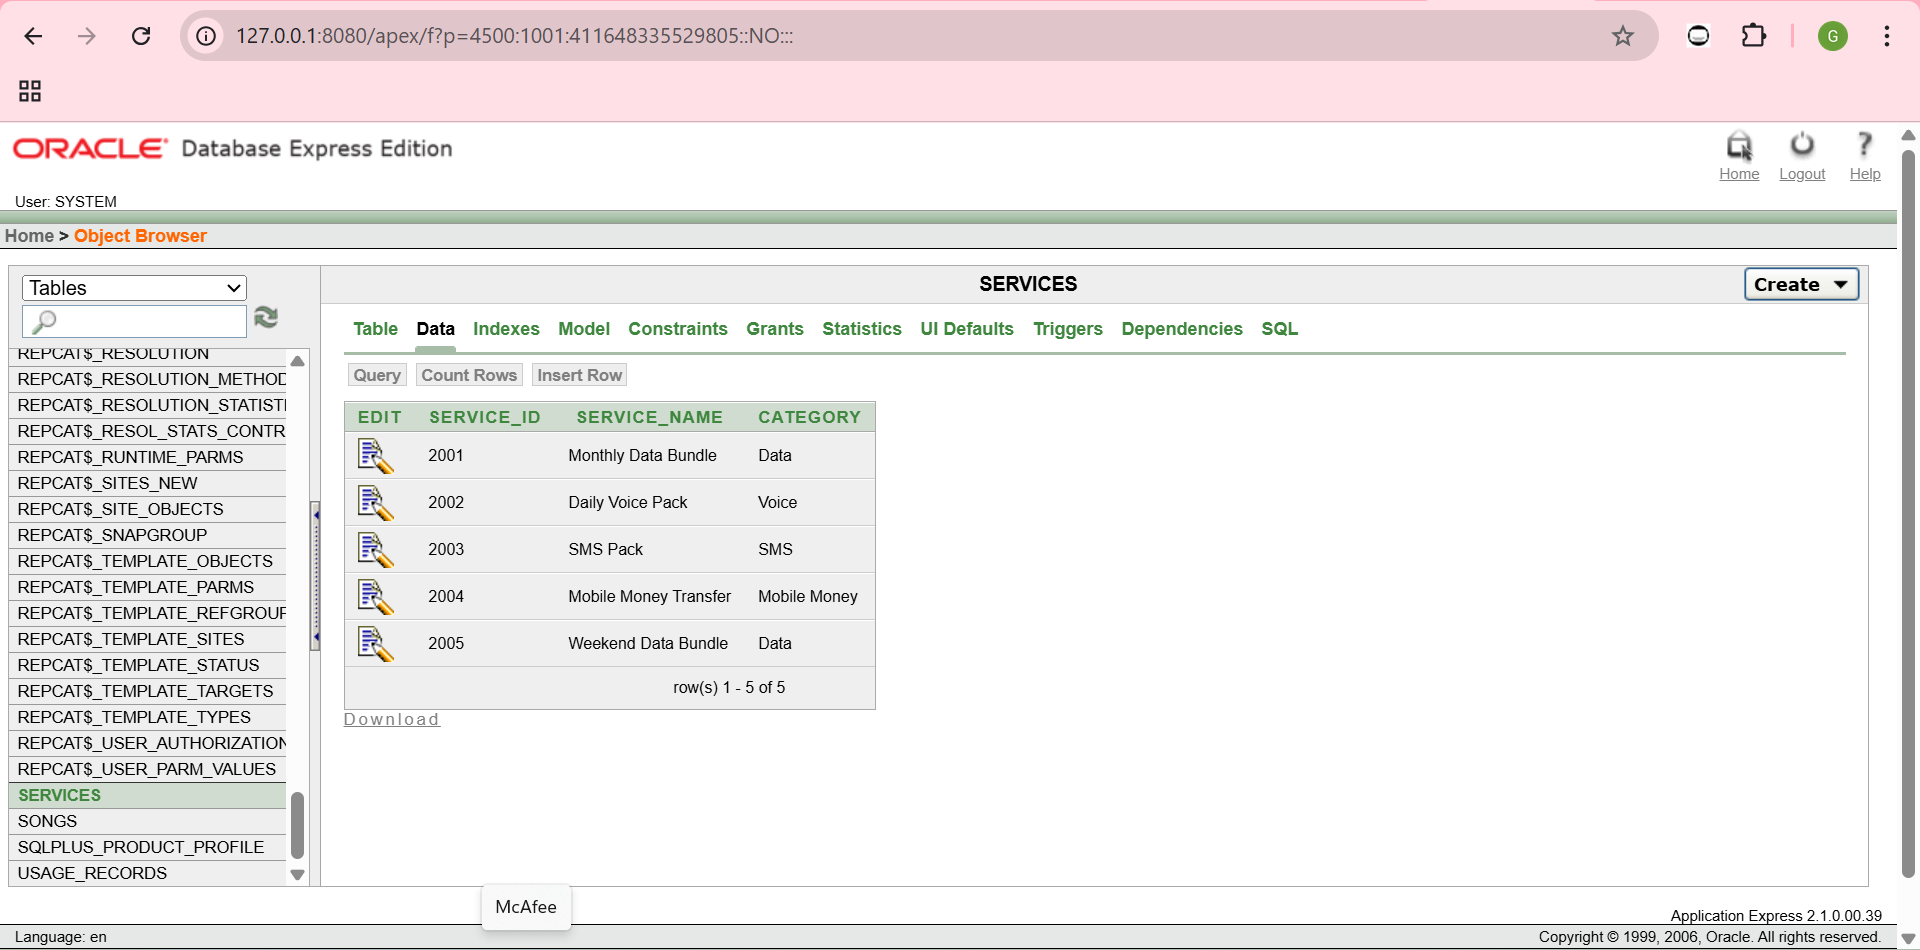 127.0.0.1:8080/apex/f?p=4500:1001:411648335529805::NO:::
G
ORACLE Database Express Edition
Home Logout Help
User: SYSTEM
Home > Object Browser
Tables
REPCAT$_RESOLUTION
REPCAT$_RESOLUTION_METHOD
REPCAT$_RESOLUTION_STATISTI
REPCAT$_RESOL_STATS_CONTR
REPCAT$_RUNTIME_PARMS
REPCAT$_SITES_NEW
REPCAT$_SITE_OBJECTS
REPCAT$_SNAPGROUP
REPCAT$_TEMPLATE_OBJECTS
REPCAT$_TEMPLATE_PARMS
REPCAT$_TEMPLATE_REFGROUP
REPCAT$_TEMPLATE_SITES
REPCAT$_TEMPLATE_STATUS
REPCAT$_TEMPLATE_TARGETS
REPCAT$_TEMPLATE_TYPES
REPCAT$_USER_AUTHORIZATION
REPCAT$_USER_PARM_VALUES
SERVICES
SONGS
SQLPLUS_PRODUCT_PROFILE
USAGE_RECORDS
SERVICES
Create
Table Data Indexes Model Constraints Grants Statistics UI Defaults Triggers Dependencies SQL
Query Count Rows Insert Row
EDIT SERVICE_ID SERVICE_NAME CATEGORY
2001 Monthly Data Bundle Data
2002 Daily Voice Pack Voice
2003 SMS Pack SMS
2004 Mobile Money Transfer Mobile Money
2005 Weekend Data Bundle Data
row(s) 1 - 5 of 5
Download
McAfee
Application Express 2.1.0.00.39
Language: en
Copyright © 1999, 2006, Oracle. All rights reserved.